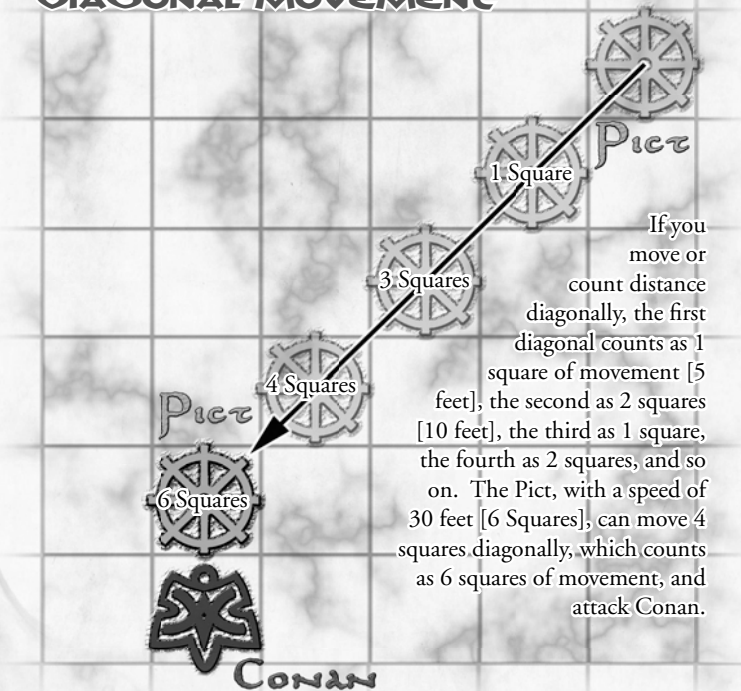 Diagonal Movement
Pict
1 Square
3 Squares
4 Squares
Pict
6 Squares
Conan
If you
move or
count distance
diagonally, the first
diagonal counts as 1
square of movement [5
feet], the second as 2 squares
[10 feet], the third as 1 square,
the fourth as 2 squares, and so
on. The Pict, with a speed of
30 feet [6 Squares], can move 4
squares diagonally, which counts
as 6 squares of movement, and
attack Conan.